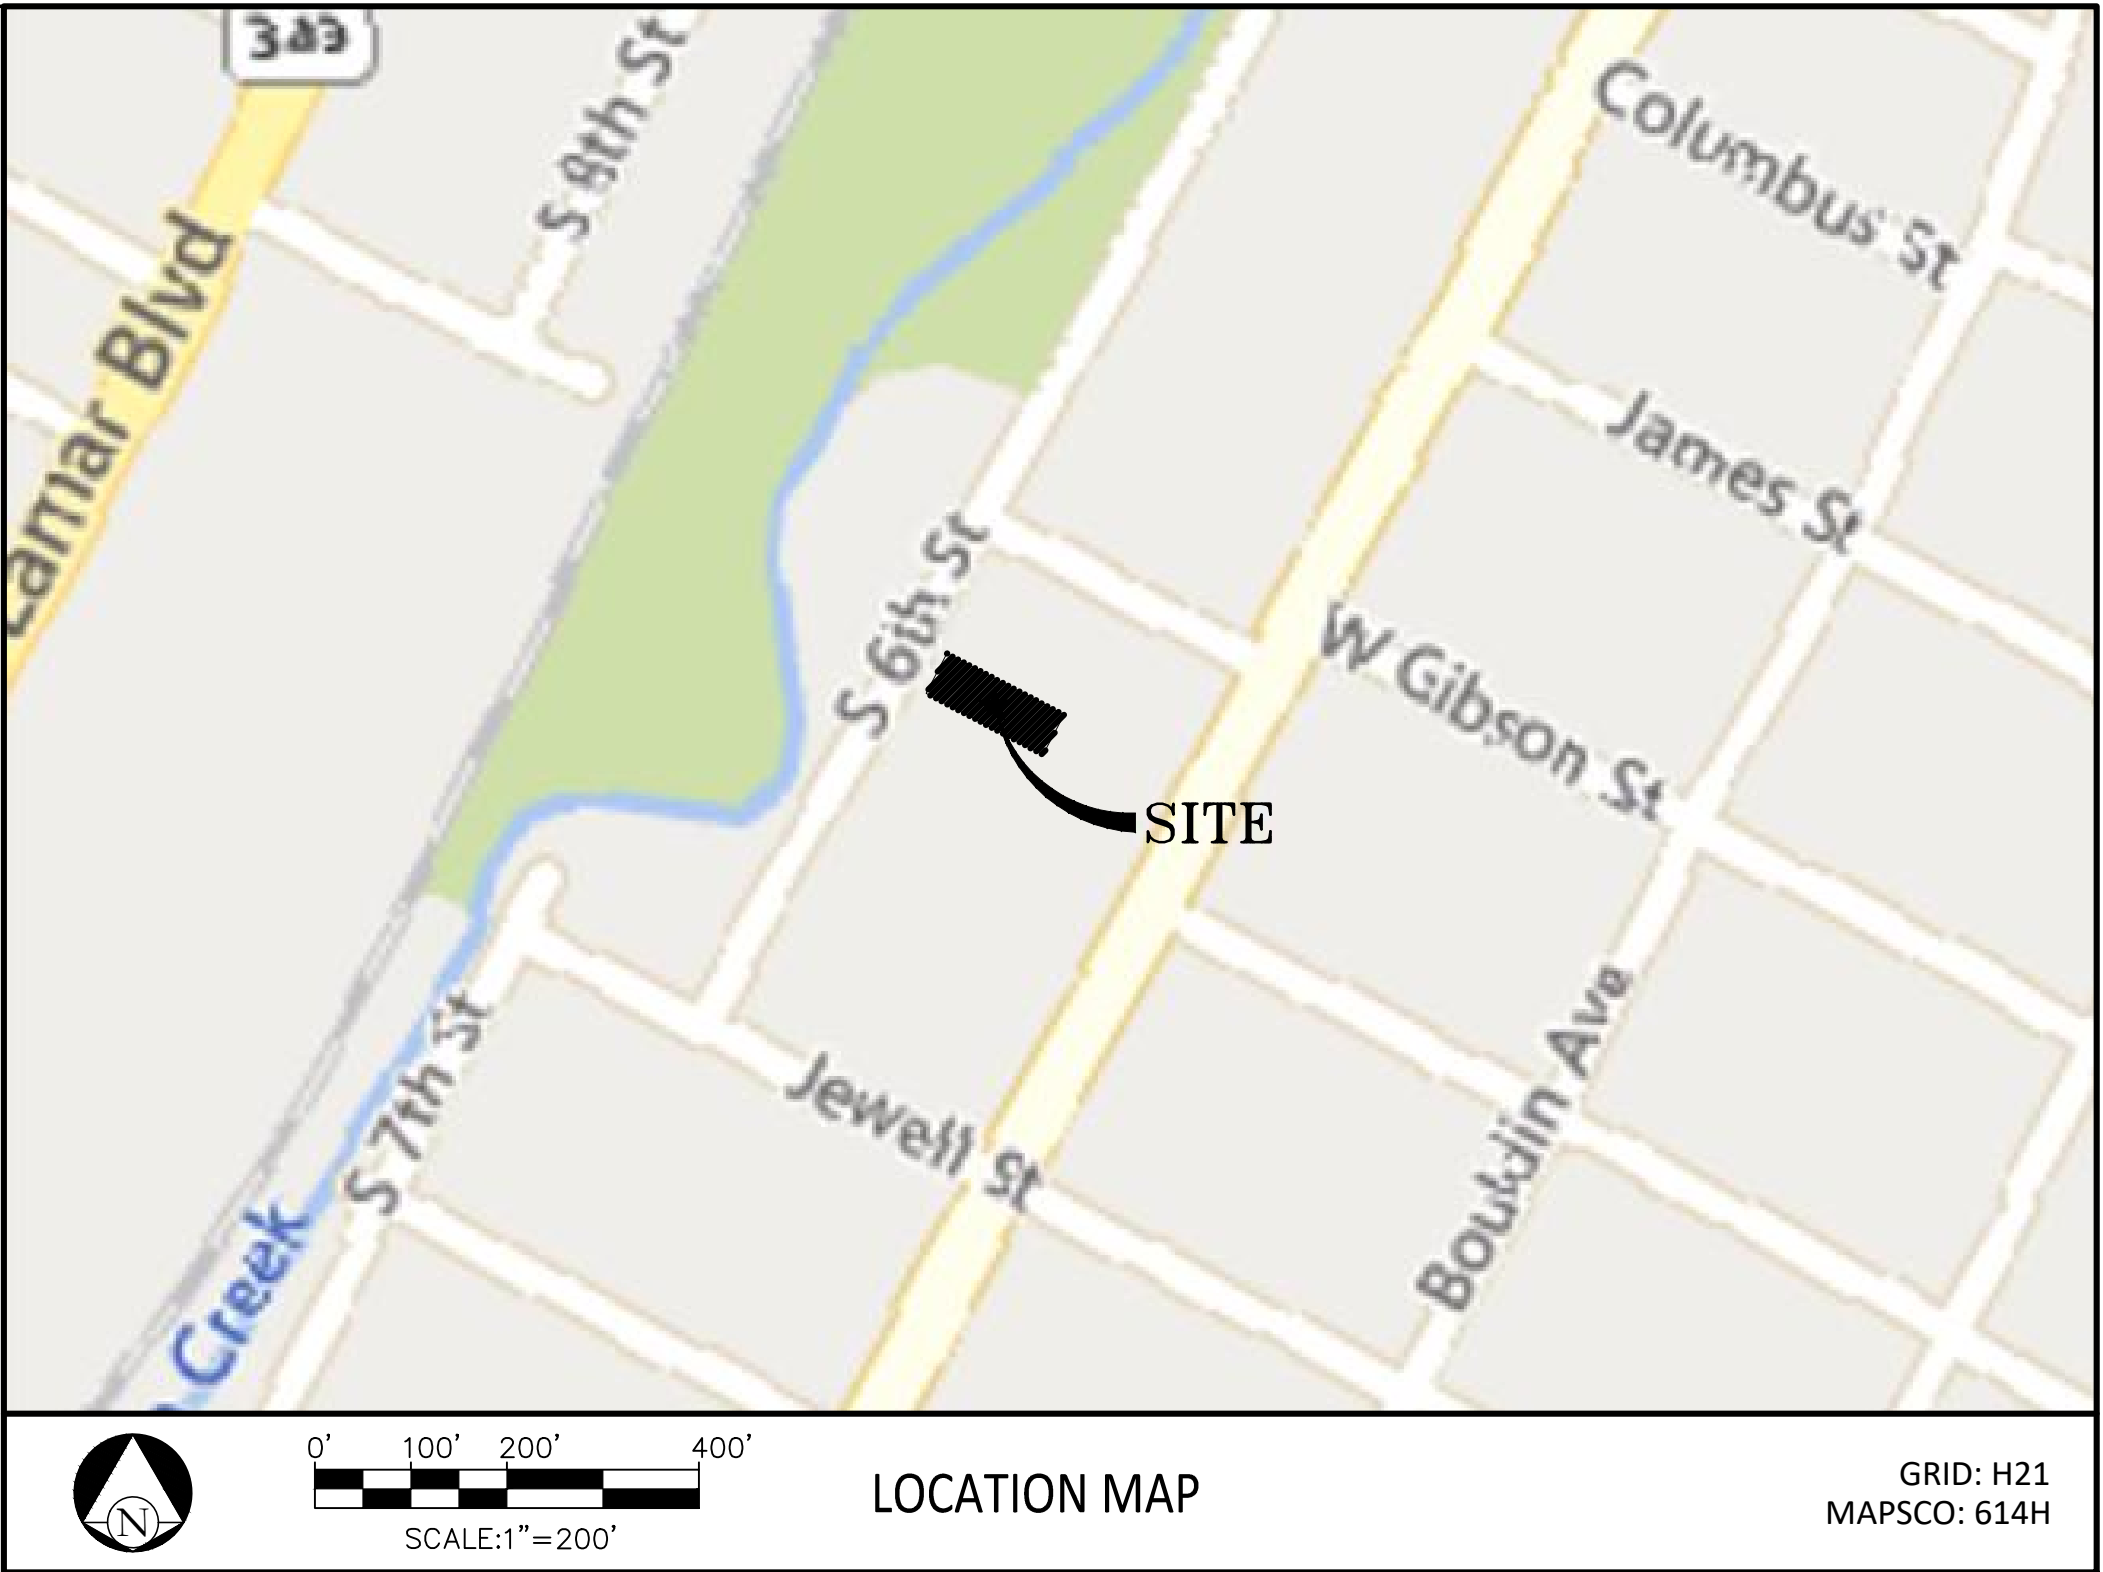 343
S 8th St
Columbus St
Lamar Blvd
James St
S 6th St
W Gibson St
SITE
Bouldin Ave
S 7th St
Jewell St
Creek
0' 100' 200' 400'
SCALE:1"=200'
N
LOCATION MAP
GRID: H21
MAPSCO: 614H